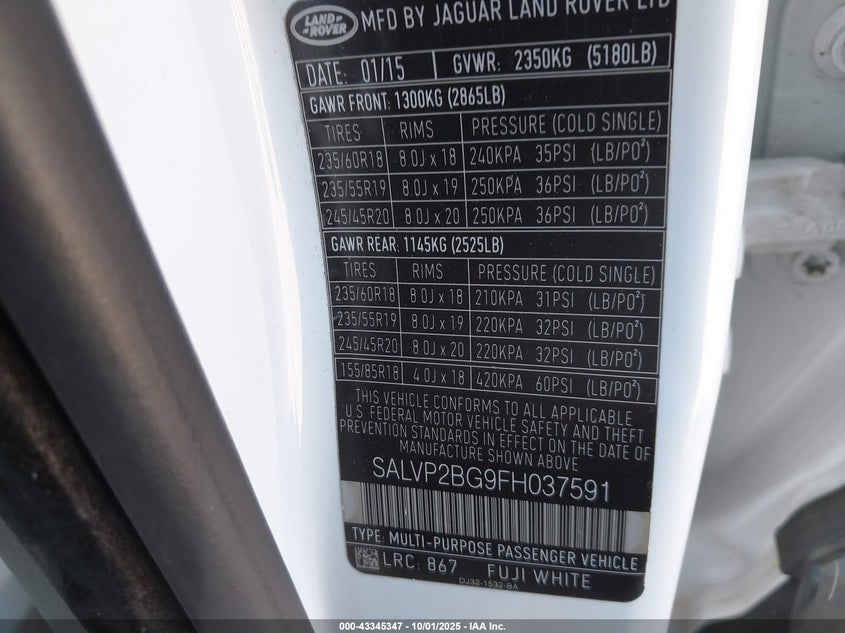 LAND ROVER
MFD BY JAGUAR LAND ROVER LTD
DATE: 01/15 GVWR: 2350KG (5180LB)
GAWR FRONT: 1300KG (2865LB)
TIRES RIMS PRESSURE (COLD SINGLE)
235/60R18 8.0J x 18 240KPA 35PSI (LB/PO²)
235/55R19 8.0J x 19 250KPA 36PSI (LB/PO²)
245/45R20 8.0J x 20 250KPA 36PSI (LB/PO²)
GAWR REAR: 1145KG (2525LB)
TIRES RIMS PRESSURE (COLD SINGLE)
235/60R18 8.0J x 18 210KPA 31PSI (LB/PO²)
235/55R19 8.0J x 19 220KPA 32PSI (LB/PO²)
245/45R20 8.0J x 20 220KPA 32PSI (LB/PO²)
155/85R18 4.0J x 18 420KPA 60PSI (LB/PO²)
THIS VEHICLE CONFORMS TO ALL APPLICABLE
U.S. FEDERAL MOTOR VEHICLE SAFETY AND THEFT
PREVENTION STANDARDS IN EFFECT ON THE DATE OF
MANUFACTURE SHOWN ABOVE.
SALVP2BG9FH037591
TYPE: MULTI-PURPOSE PASSENGER VEHICLE
LRC: 867 FUJI WHITE
DJ32-1532-BA
000-43345347 - 10/01/2025 - IAA Inc.